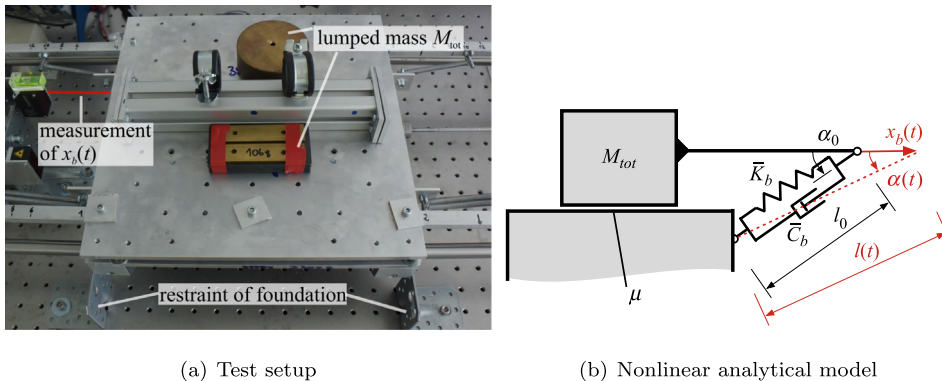 lumped mass M_tot
measurement
of x_b(t)
106g
restraint of foundation
(a) Test setup
M_tot
α_0
x_b(t)
K̅_b
α(t)
C̅_b
l_0
l(t)
μ
(b) Nonlinear analytical model